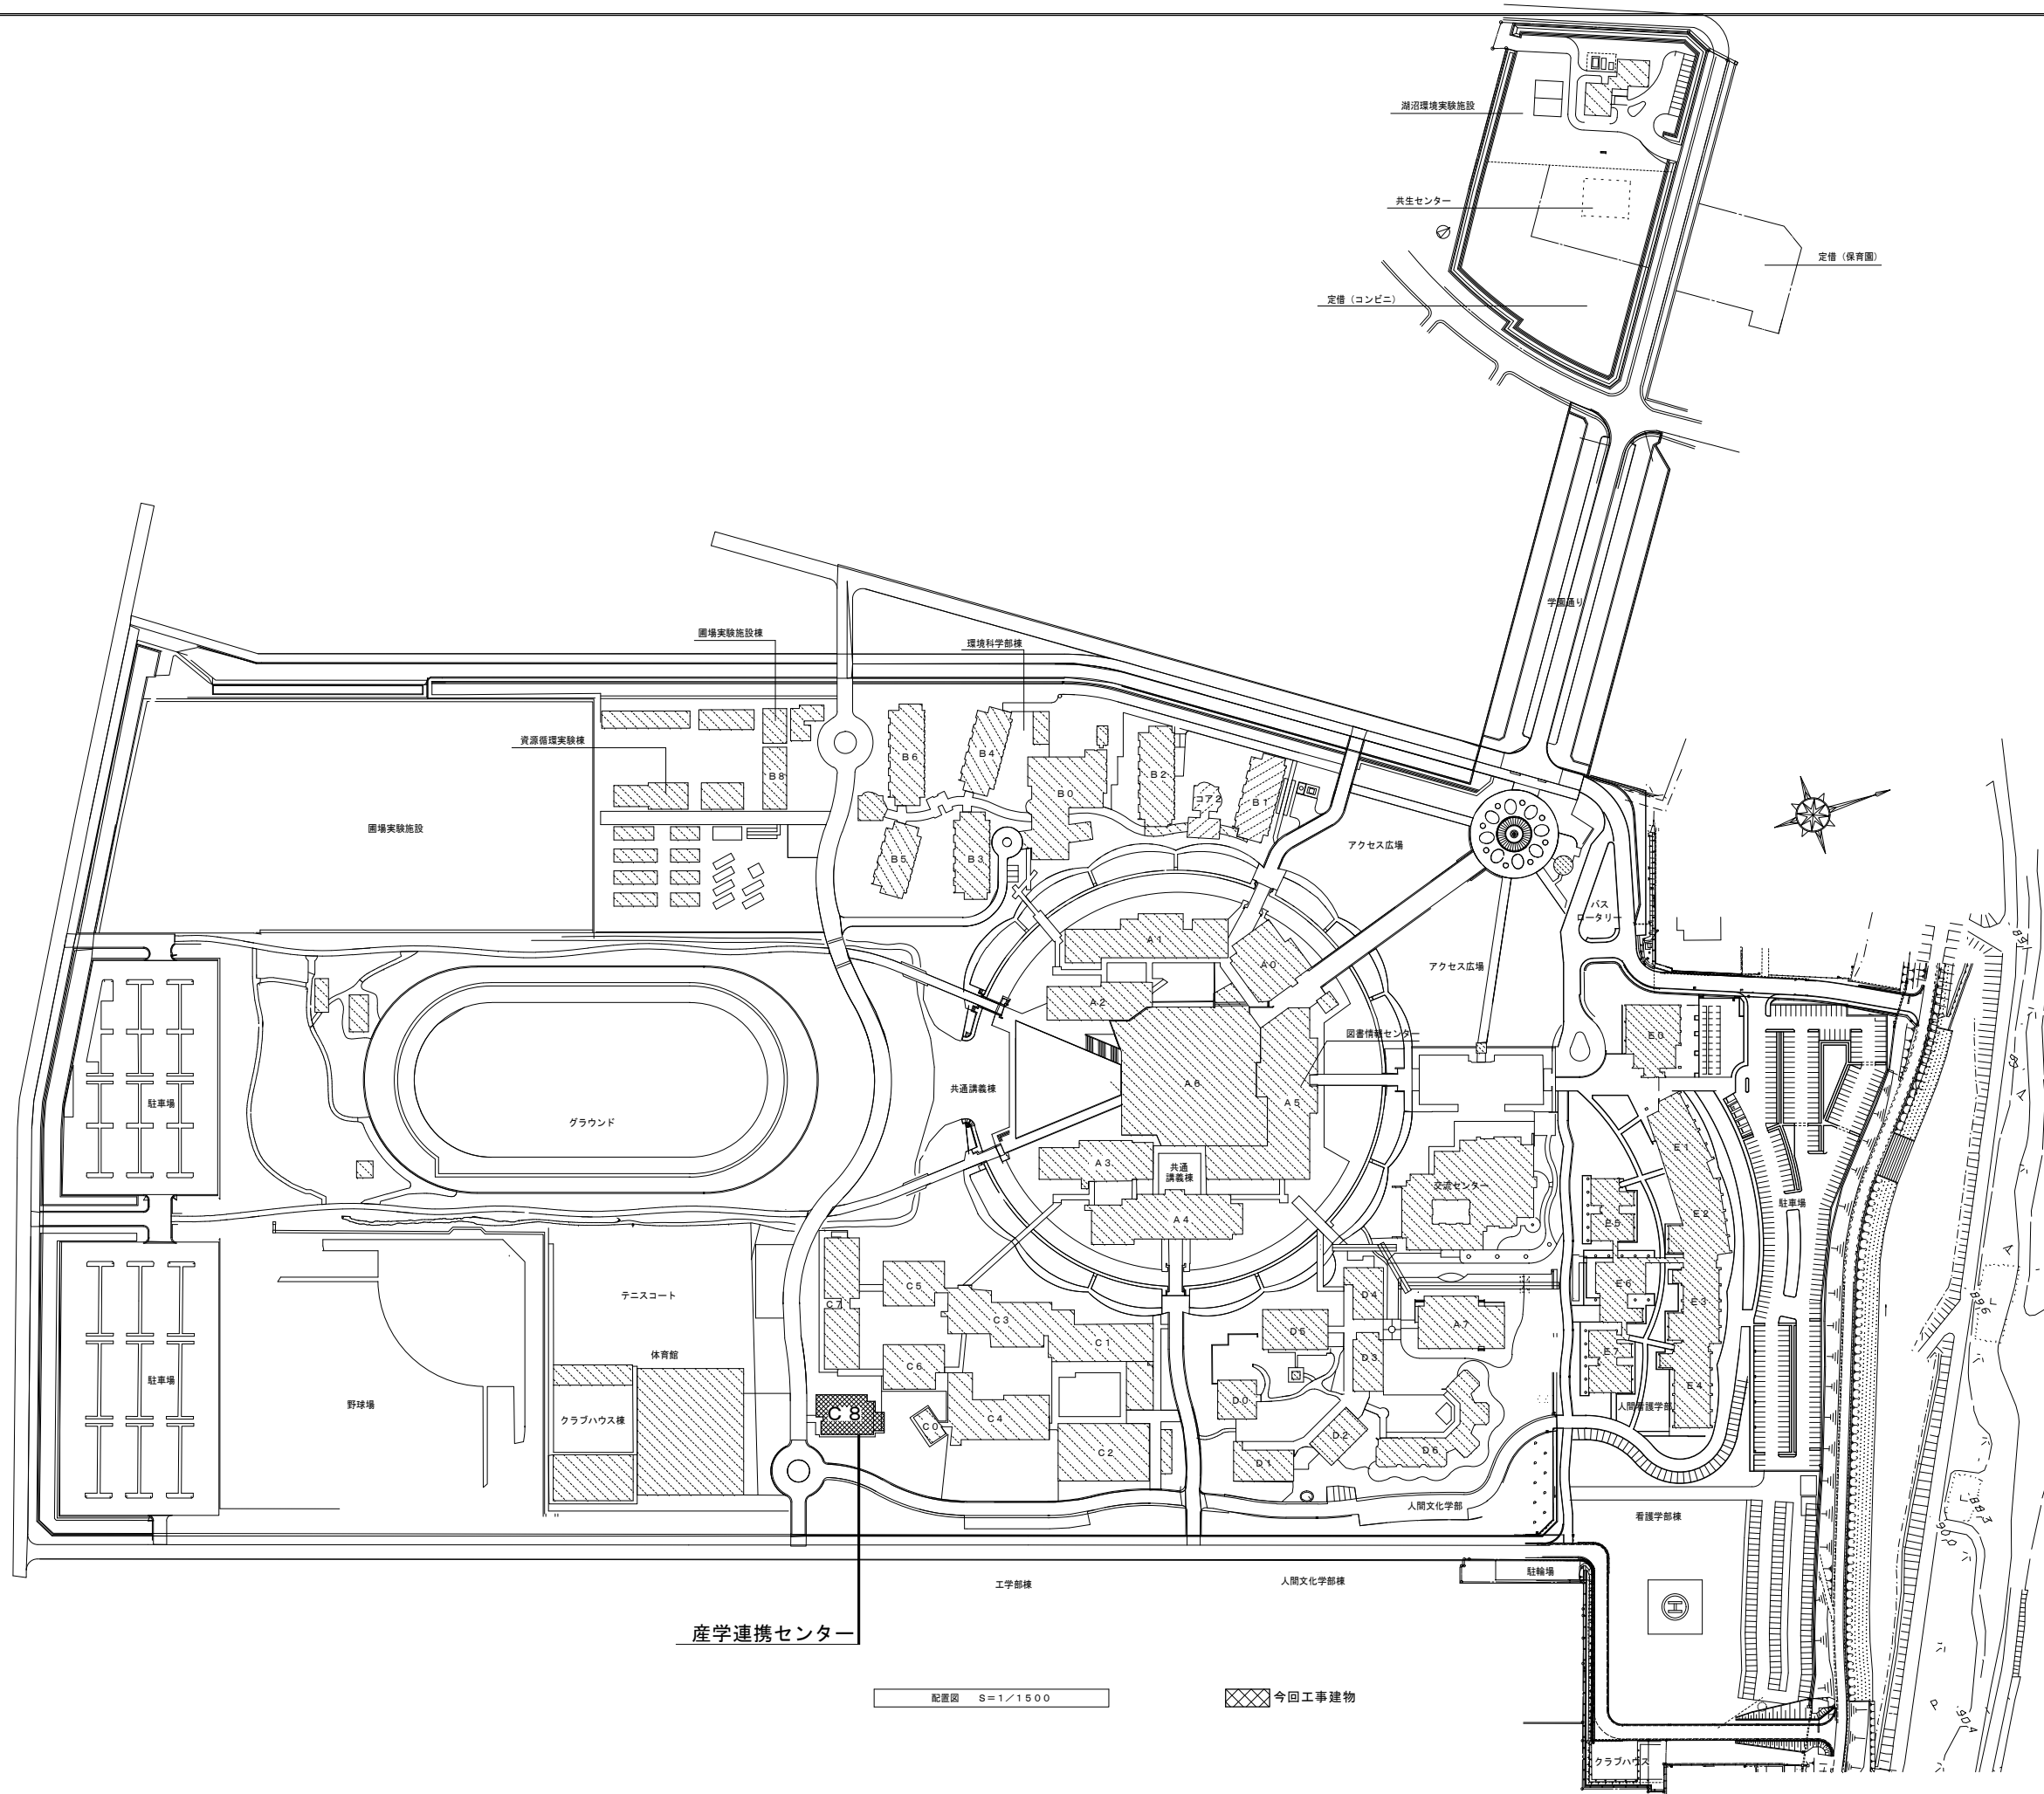 湖沼環境実験施設
共生センター
定借（保育園）
定借（コンビニ）
学園通り
圃場実験施設棟
環境科学部棟
資源循環実験棟
B6
B4
B2
B8
B0
コア2
B1
圃場実験施設
アクセス広場
B5
B3
バス
ロータリー
A1
A0
アクセス広場
A2
図書情報センター
E0
共通講義棟
A6
A5
駐車場
グラウンド
E1
A3
共通
講義棟
交流センター
駐車場
A4
E2
E5
C5
テニスコート
D4
E6
C7
C3
D5
A7
E3
C1
体育館
C6
D3
E7
駐車場
野球場
クラブハウス棟
C8
C0
C4
D0
E4
人間看護学部
D2
C2
D1
D6
人間文化学部
看護学部棟
工学部棟
人間文化学部棟
駐輪場
産学連携センター
配置図 S=1/1500
今回工事建物
クラブハウス
896
883
900
904